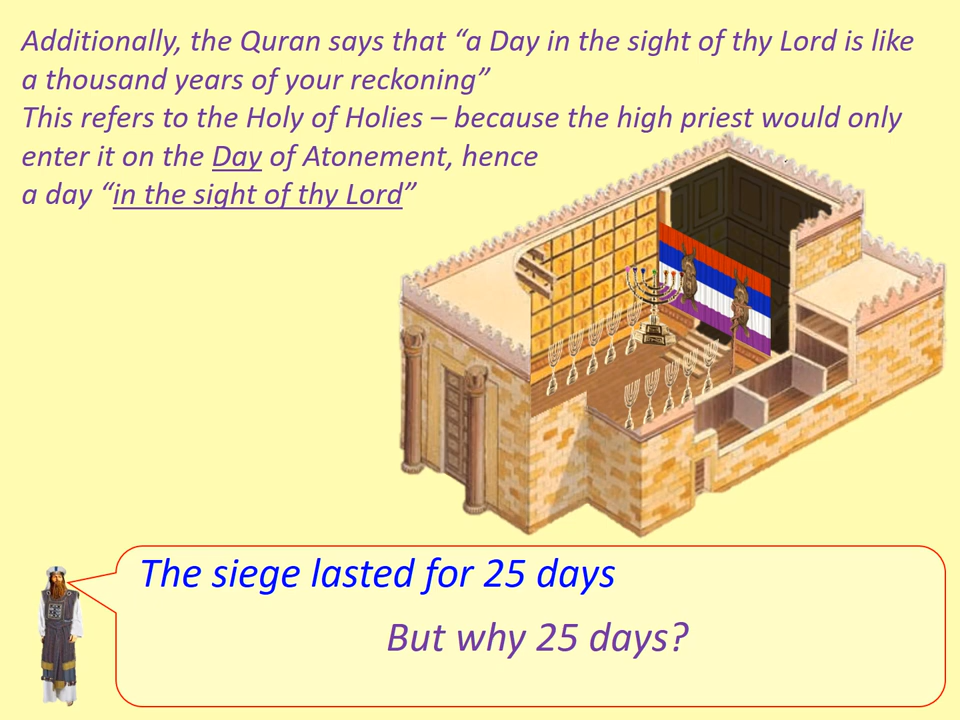 Additionally, the Quran says that “a Day in the sight of thy Lord is like
a thousand years of your reckoning”
This refers to the Holy of Holies – because the high priest would only
enter it on the Day of Atonement, hence
a day “in the sight of thy Lord”
The siege lasted for 25 days
But why 25 days?